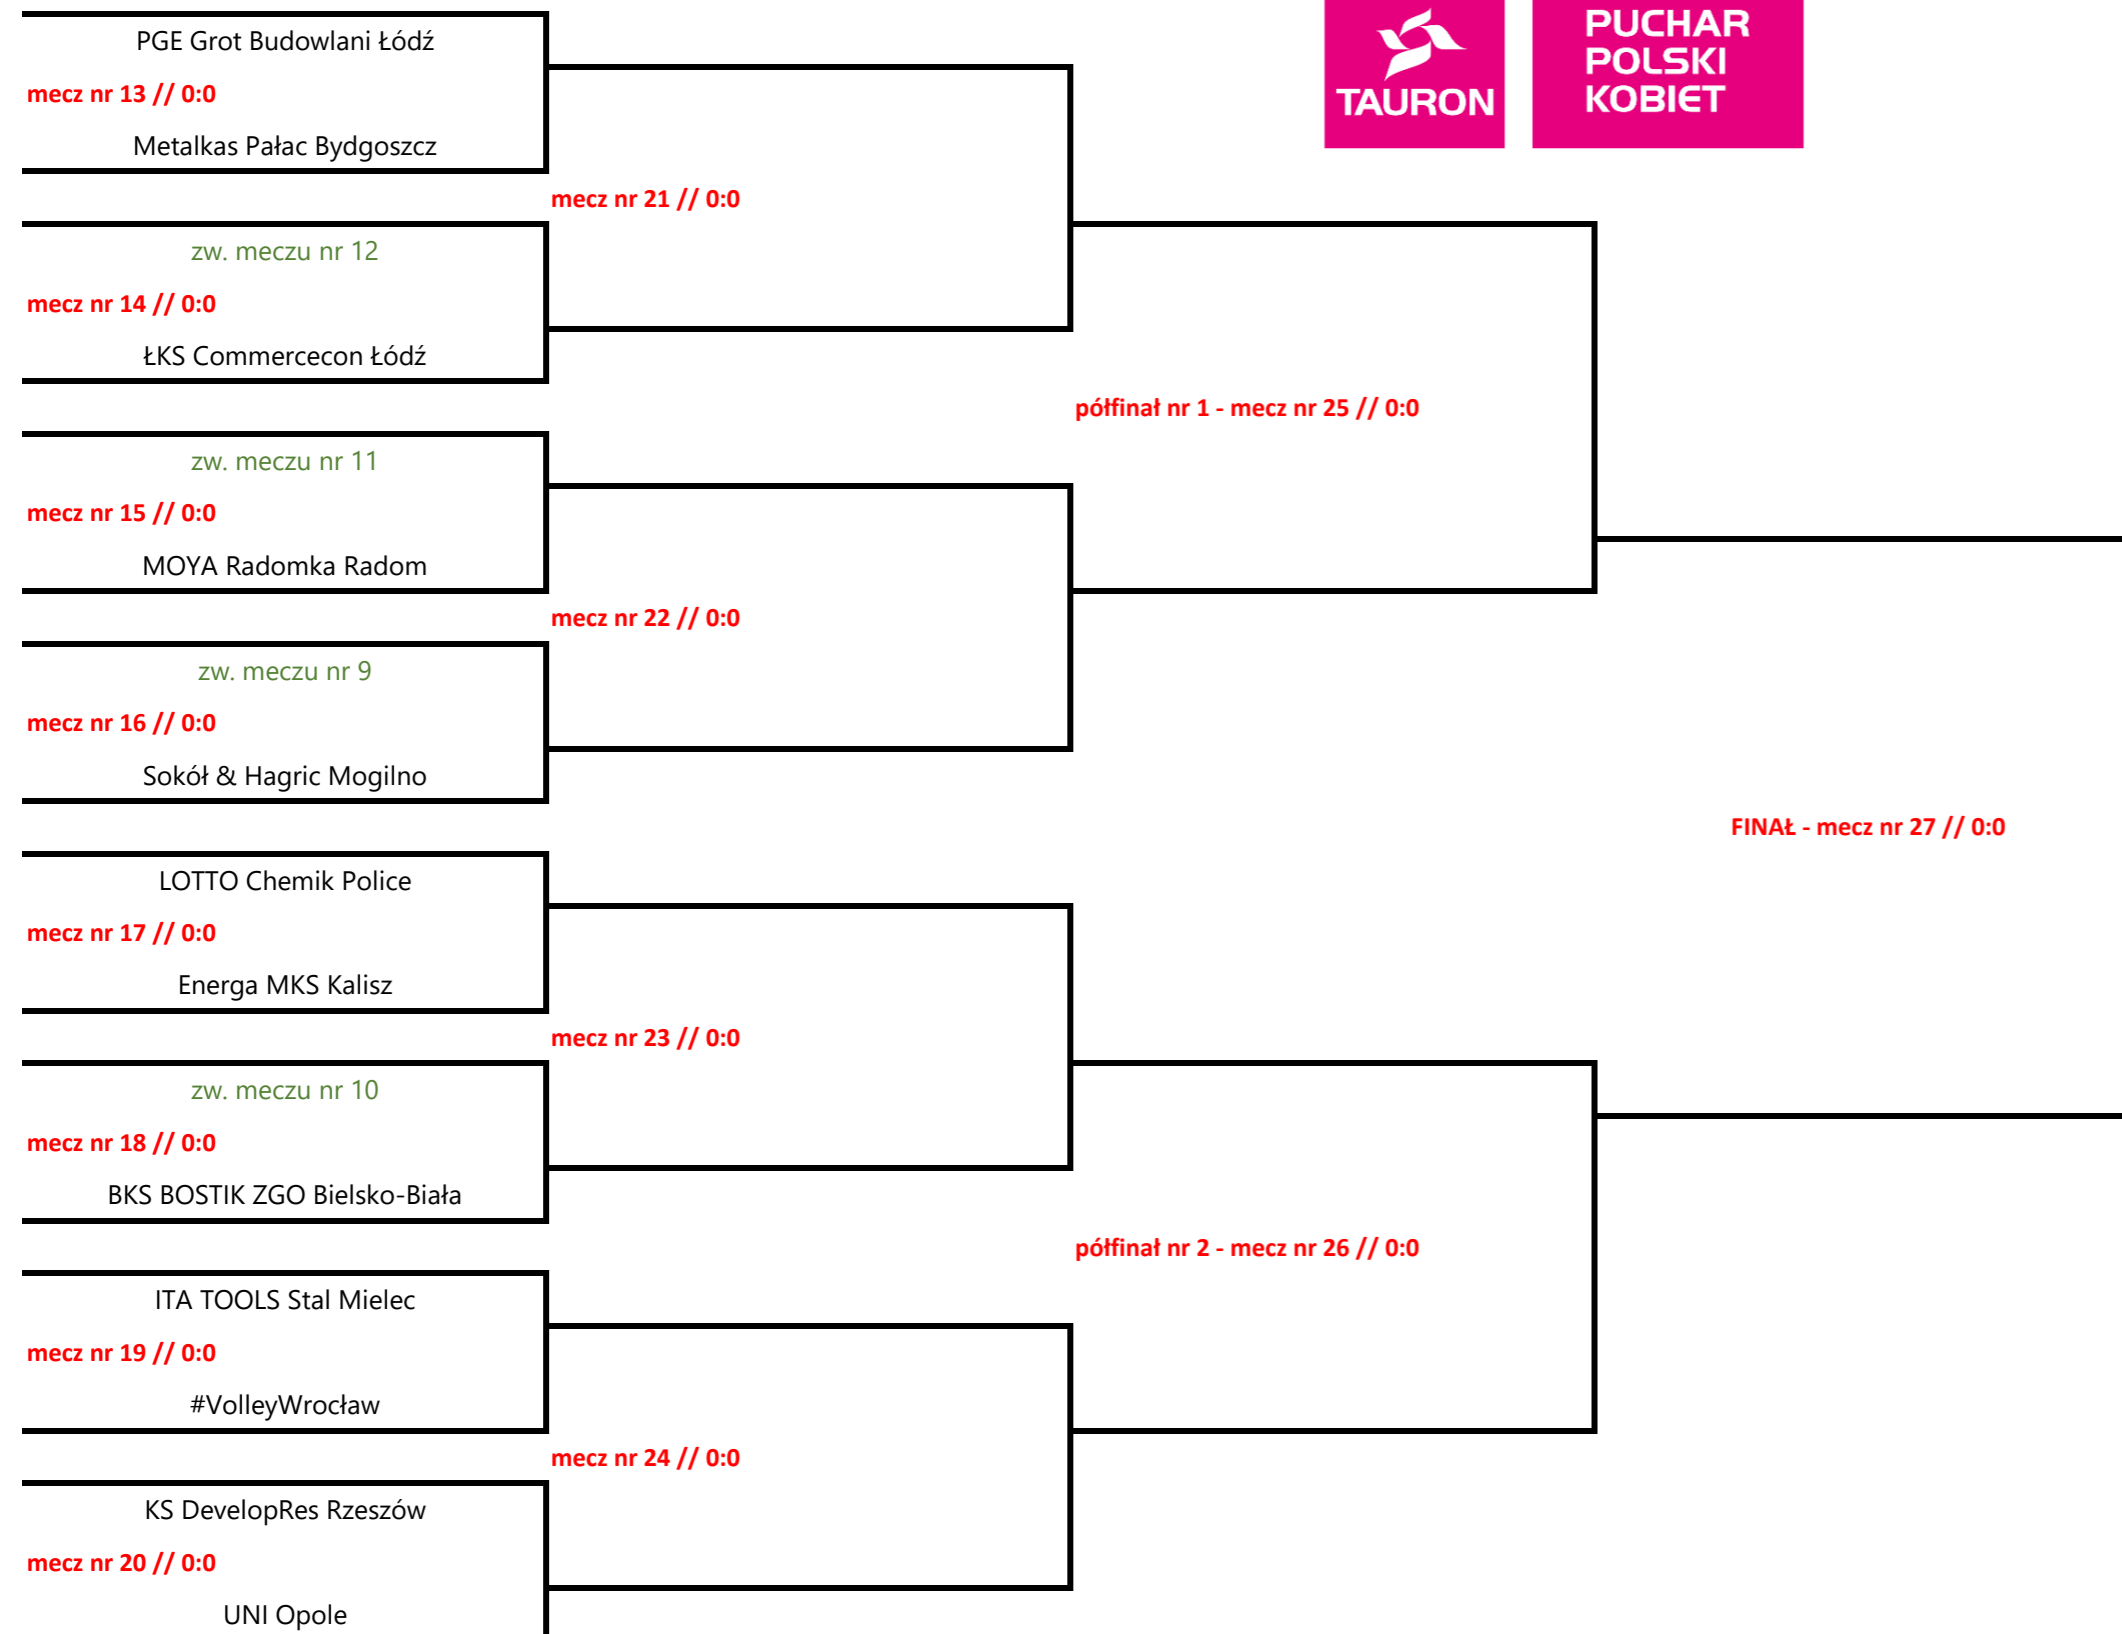 PGE Grot Budowlani Łódź
mecz nr 13 // 0:0
Metalkas Pałac Bydgoszcz
zw. meczu nr 12
mecz nr 14 // 0:0
ŁKS Commercecon Łódź
zw. meczu nr 11
mecz nr 15 // 0:0
MOYA Radomka Radom
zw. meczu nr 9
mecz nr 16 // 0:0
Sokół & Hagric Mogilno
LOTTO Chemik Police
mecz nr 17 // 0:0
Energa MKS Kalisz
zw. meczu nr 10
mecz nr 18 // 0:0
BKS BOSTIK ZGO Bielsko-Biała
ITA TOOLS Stal Mielec
mecz nr 19 // 0:0
#VolleyWrocław
KS DevelopRes Rzeszów
mecz nr 20 // 0:0
UNI Opole
mecz nr 21 // 0:0
mecz nr 22 // 0:0
mecz nr 23 // 0:0
mecz nr 24 // 0:0
półfinał nr 1 - mecz nr 25 // 0:0
półfinał nr 2 - mecz nr 26 // 0:0
FINAŁ - mecz nr 27 // 0:0
TAURON
PUCHAR
POLSKI
KOBIET